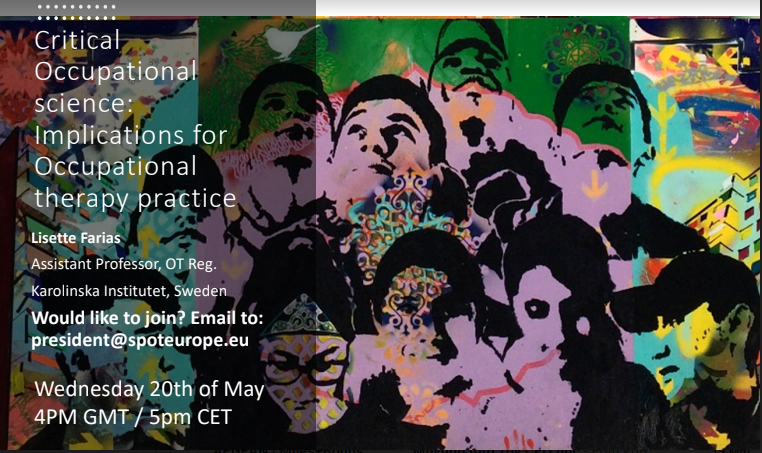 Critical
Occupational
science:
Implications for
Occupational
therapy practice
Lisette Farias
Assistant Professor, OT Reg.
Karolinska Institutet, Sweden
Would like to join? Email to:
president@spoteurope.eu
Wednesday 20th of May
4PM GMT / 5pm CET